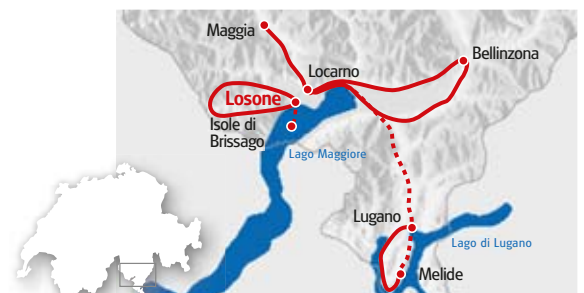 Maggia
Bellinzona
Locarno
Losone
Isole di
Brissago
Lago Maggiore
Lugano
Lago di Lugano
Melide